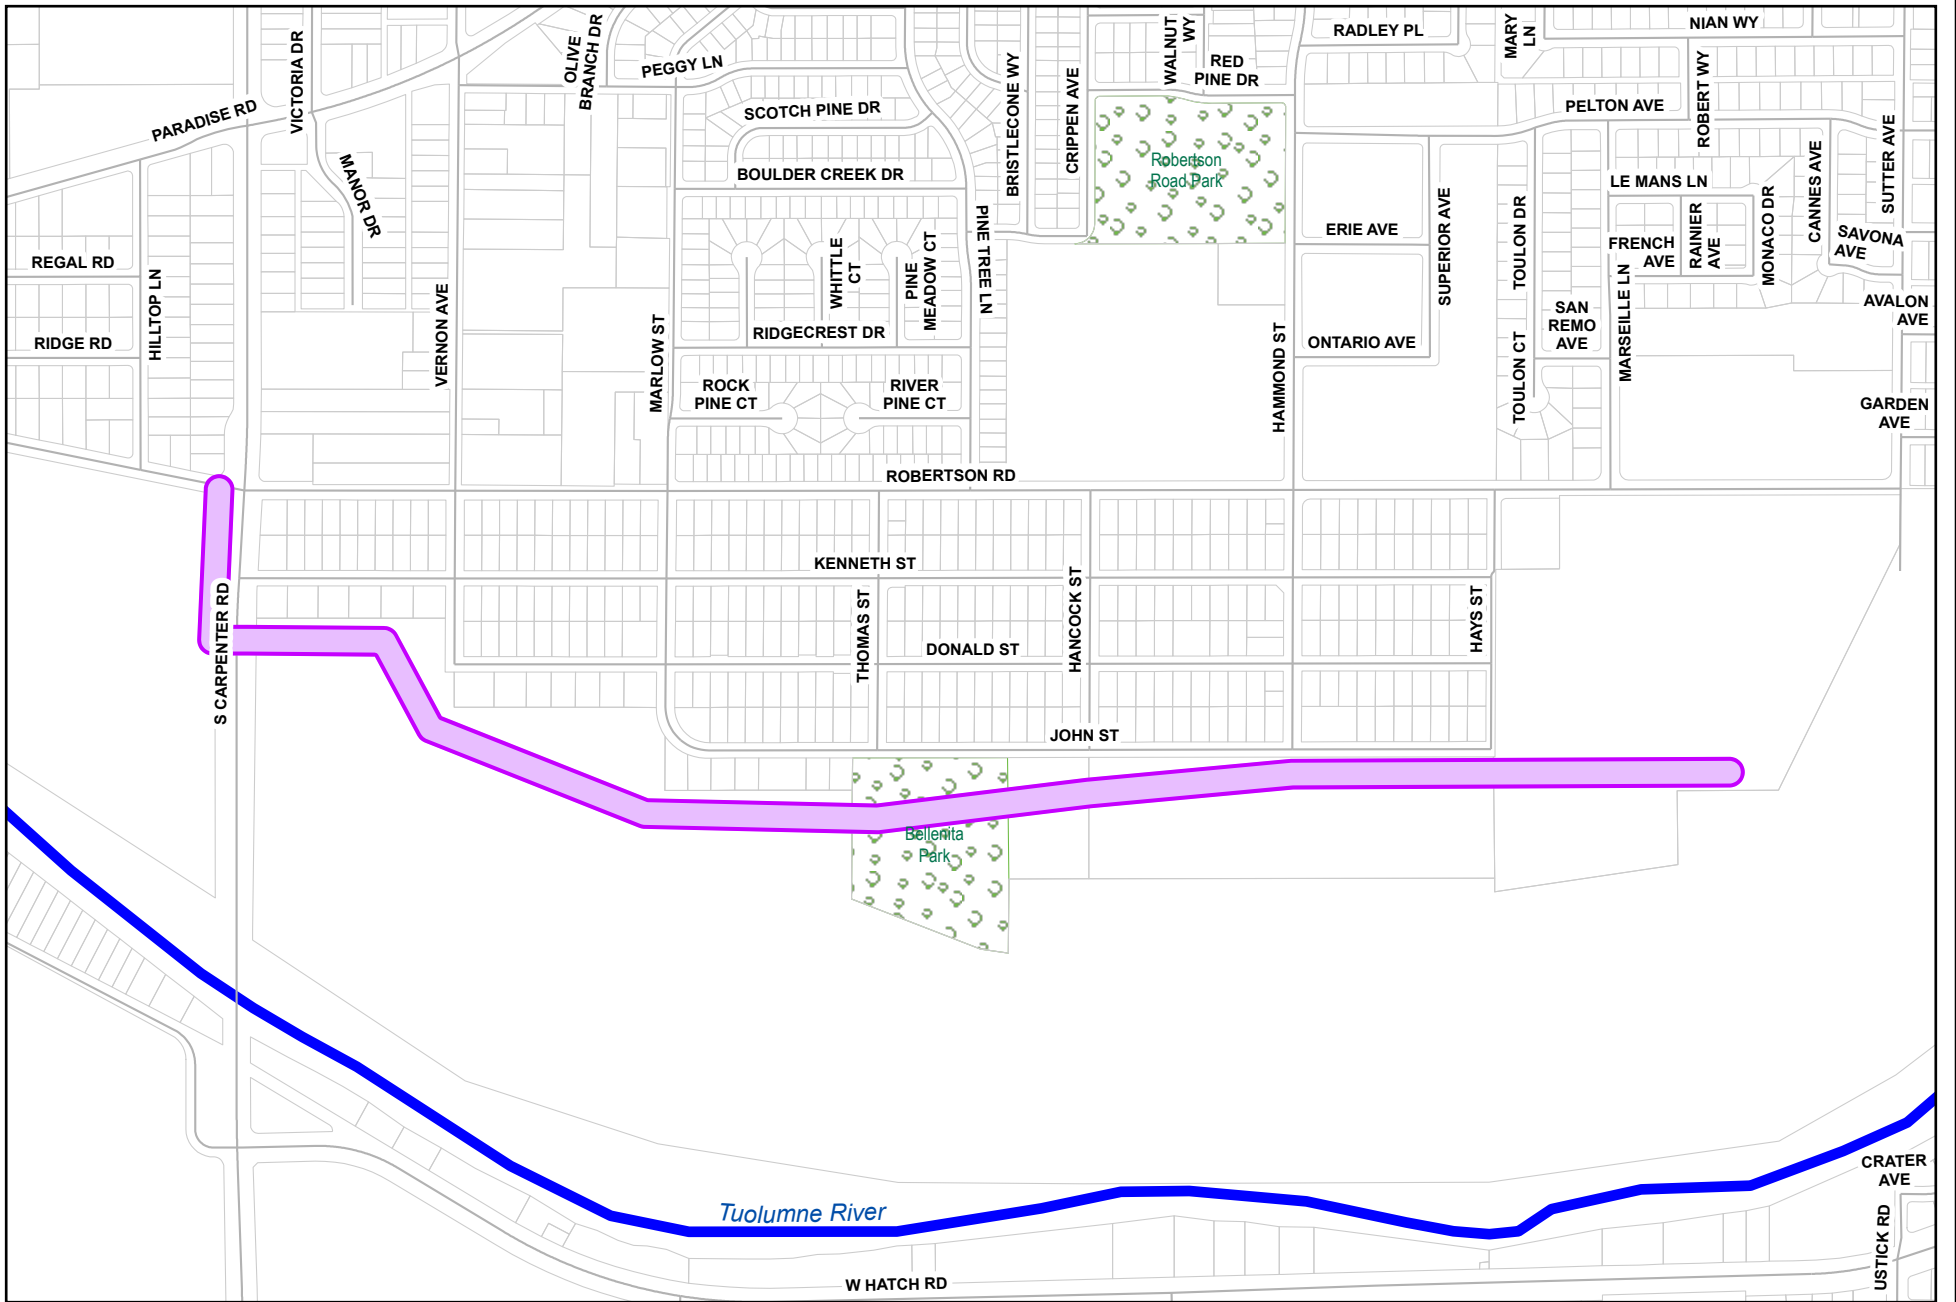 NIAN WY
RADLEY PL
MARY
LN
WALNUT
WY
OLIVE
BRANCH DR
VICTORIA DR
PEGGY LN
RED
PINE DR
BRISTLECONE WY
CRIPPEN AVE
ROBERT WY
PARADISE RD
SCOTCH PINE DR
PELTON AVE
Robertson
Road Park
MANOR DR
BOULDER CREEK DR
LE MANS LN
CANNES AVE
SUTTER AVE
PINE TREE LN
ERIE AVE
SUPERIOR AVE
TOULON DR
FRENCH
AVE
RAINIER
AVE
MONACO DR
SAVONA
AVE
REGAL RD
HILLTOP LN
WHITTLE
CT
PINE
MEADOW CT
VERNON AVE
MARLOW ST
RIDGECREST DR
RIDGE RD
HAMMOND ST
ONTARIO AVE
SAN
REMO
AVE
MARSEILLE LN
AVALON
AVE
ROCK
PINE CT
RIVER
PINE CT
TOULON CT
GARDEN
AVE
ROBERTSON RD
KENNETH ST
S CARPENTER RD
THOMAS ST
HANCOCK ST
HAYS ST
DONALD ST
JOHN ST
Bellenita
Park
Tuolumne River
CRATER
AVE
USTICK RD
W HATCH RD